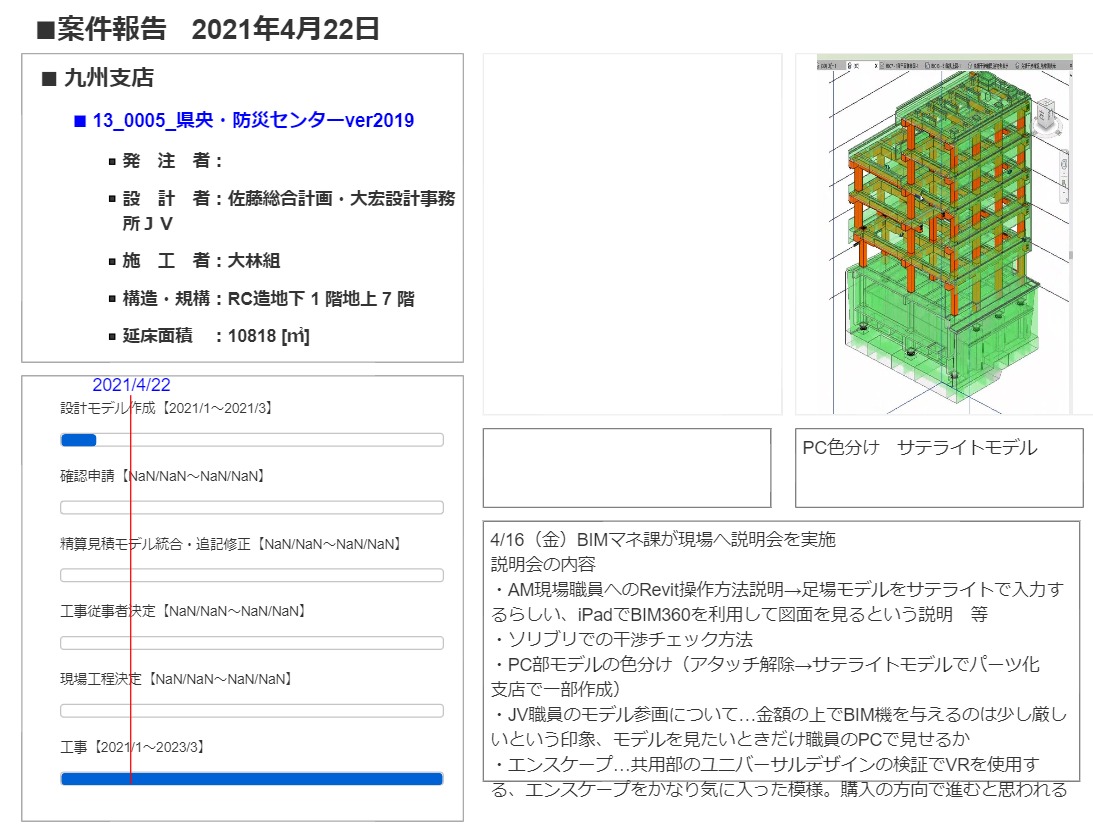 ■案件報告 2021年4月22日
■ 九州支店
■ 13_0005_県央・防災センターver2019
▪ 発 注 者：
▪ 設 計 者：佐藤総合計画・大宏設計事務
所ＪＶ
▪ 施 工 者：大林組
▪ 構造・規構：RC造地下１階地上７階
▪ 延床面積 ：10818 [㎡]
2021/4/22
設計モデル作成【2021/1～2021/3】
確認申請【NaN/NaN～NaN/NaN】
精算見積モデル統合・追記修正【NaN/NaN～NaN/NaN】
工事従事者決定【NaN/NaN～NaN/NaN】
現場工程決定【NaN/NaN～NaN/NaN】
工事【2021/1～2023/3】
PC色分け サテライトモデル
4/16（金）BIMマネ課が現場へ説明会を実施
説明会の内容
・AM現場職員へのRevit操作方法説明→足場モデルをサテライトで入力す
るらしい、iPadでBIM360を利用して図面を見るという説明 等
・ソリブリでの干渉チェック方法
・PC部モデルの色分け（アタッチ解除→サテライトモデルでパーツ化
支店で一部作成）
・JV職員のモデル参画について…金額の上でBIM機を与えるのは少し厳し
いという印象、モデルを見たいときだけ職員のPCで見せるか
・エンスケープ…共用部のユニバーサルデザインの検証でVRを使用す
る、エンスケープをかなり気に入った模様。購入の方向で進むと思われる